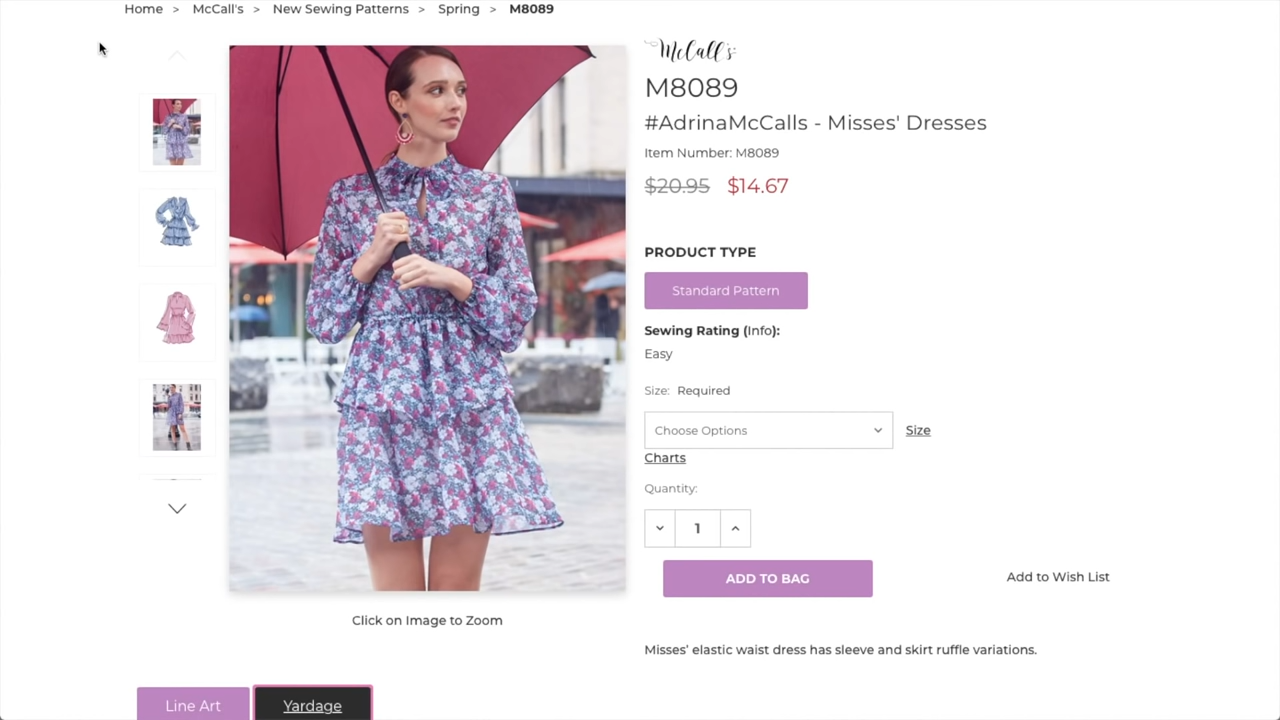 Home > McCall's > New Sewing Patterns > Spring > M8089
McCall's
M8089
#AdrinaMcCalls - Misses' Dresses
Item Number: M8089
$20.95 $14.67
PRODUCT TYPE
Standard Pattern
Sewing Rating (Info):
Easy
Size: Required
Choose Options Size
Charts
Quantity:
1
ADD TO BAG Add to Wish List
Click on Image to Zoom
Misses' elastic waist dress has sleeve and skirt ruffle variations.
Line Art Yardage